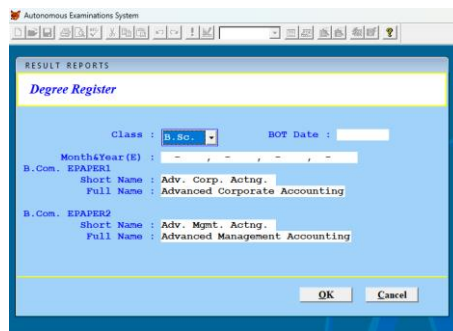 Autonomous Examinations System
RESULT REPORTS
Degree Register
Class : B.Sc. BOT Date :
Month&Year(E) : - , - , - , -
B.Com. EPAPER1
Short Name : Adv. Corp. Actng.
Full Name : Advanced Corporate Accounting
B.Com. EPAPER2
Short Name : Adv. Mgmt. Actng.
Full Name : Advanced Management Accounting
OK Cancel